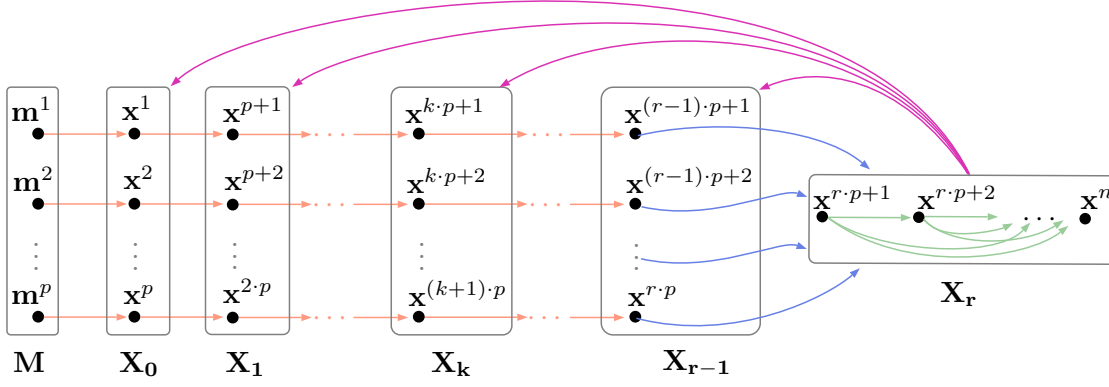 m^1 x^1 x^{p+1} x^{k·p+1} x^{(r−1)·p+1}
m^2 x^2 x^{p+2} x^{k·p+2} x^{(r−1)·p+2}
x^{r·p+1} x^{r·p+2} x^n
m^p x^p x^{2·p} x^{(k+1)·p} x^{r·p}
X_r
M X_0 X_1 X_k X_{r−1}